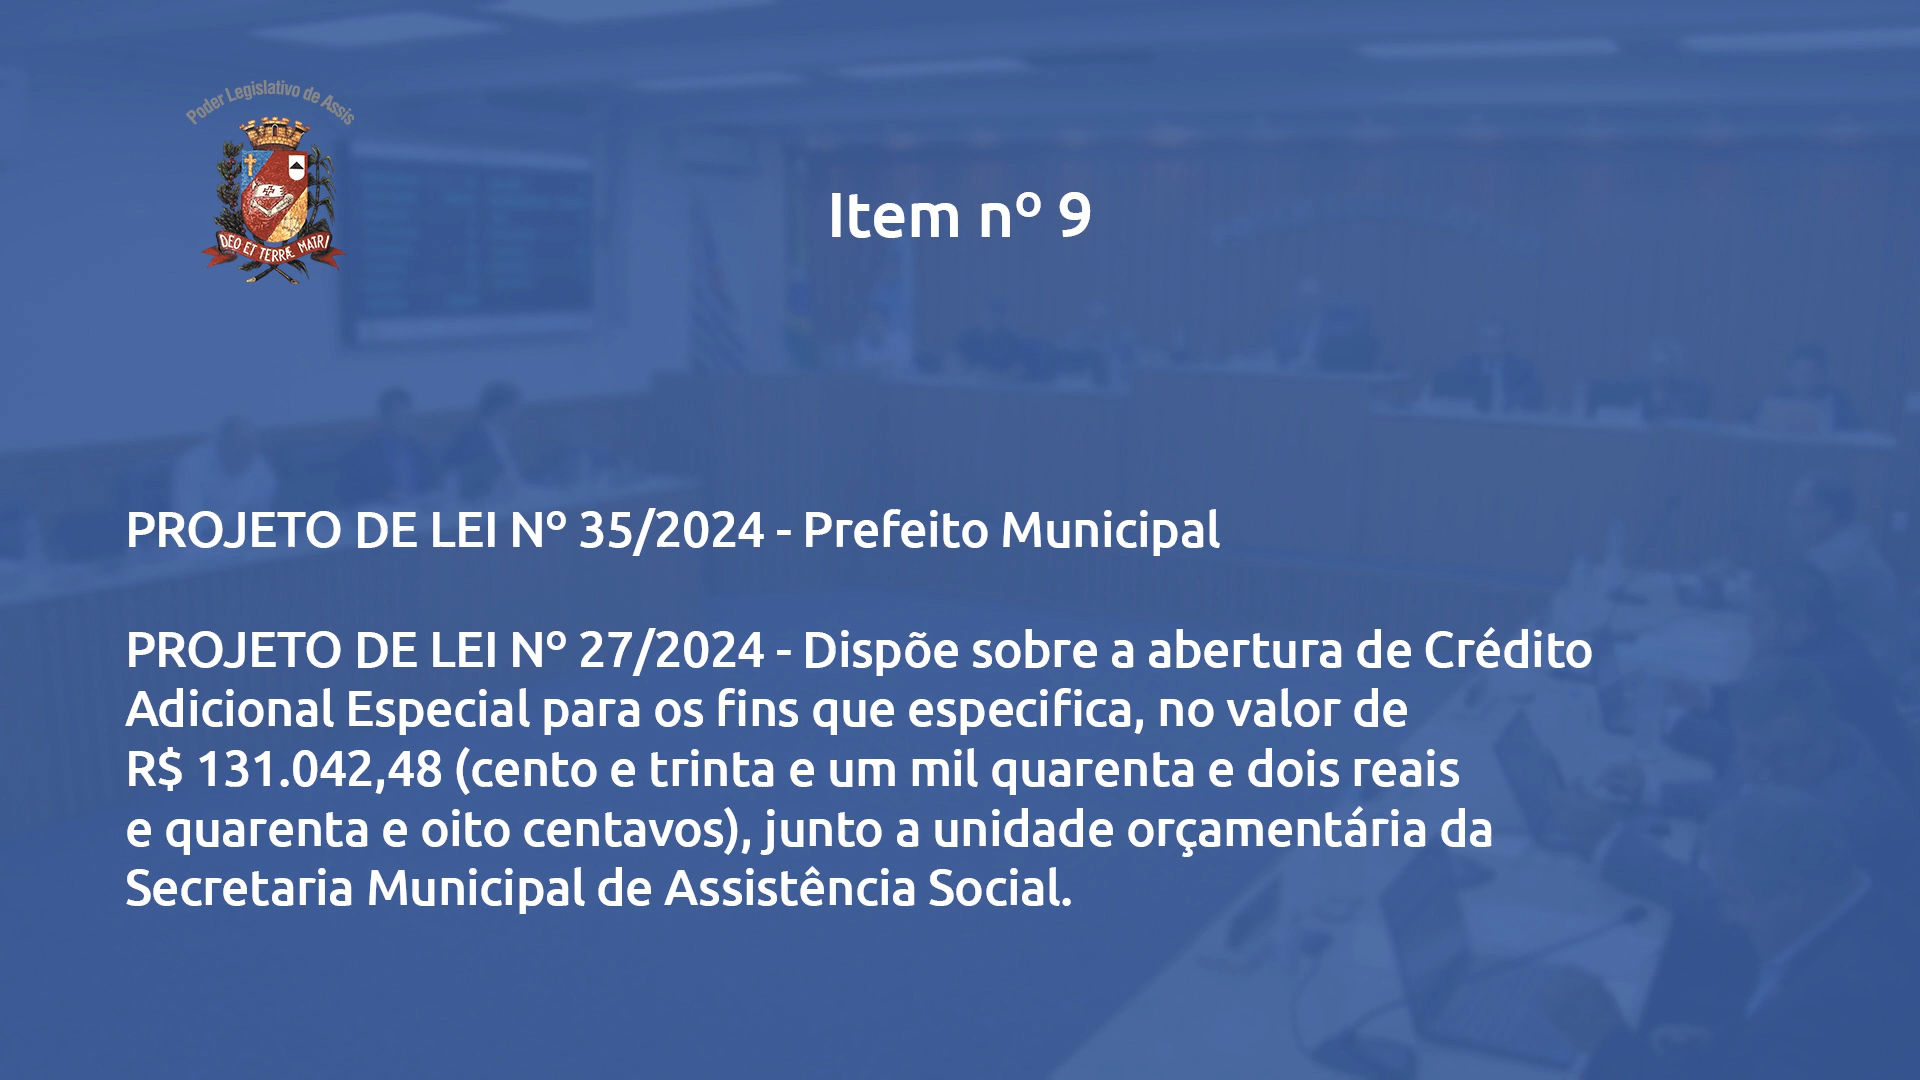 Poder Legislativo de Assis
DEO ET TERRÆ MATRI
Item nº 9
PROJETO DE LEI Nº 35/2024 - Prefeito Municipal
PROJETO DE LEI Nº 27/2024 - Dispõe sobre a abertura de Crédito
Adicional Especial para os fins que especifica, no valor de
R$ 131.042,48 (cento e trinta e um mil quarenta e dois reais
e quarenta e oito centavos), junto a unidade orçamentária da
Secretaria Municipal de Assistência Social.